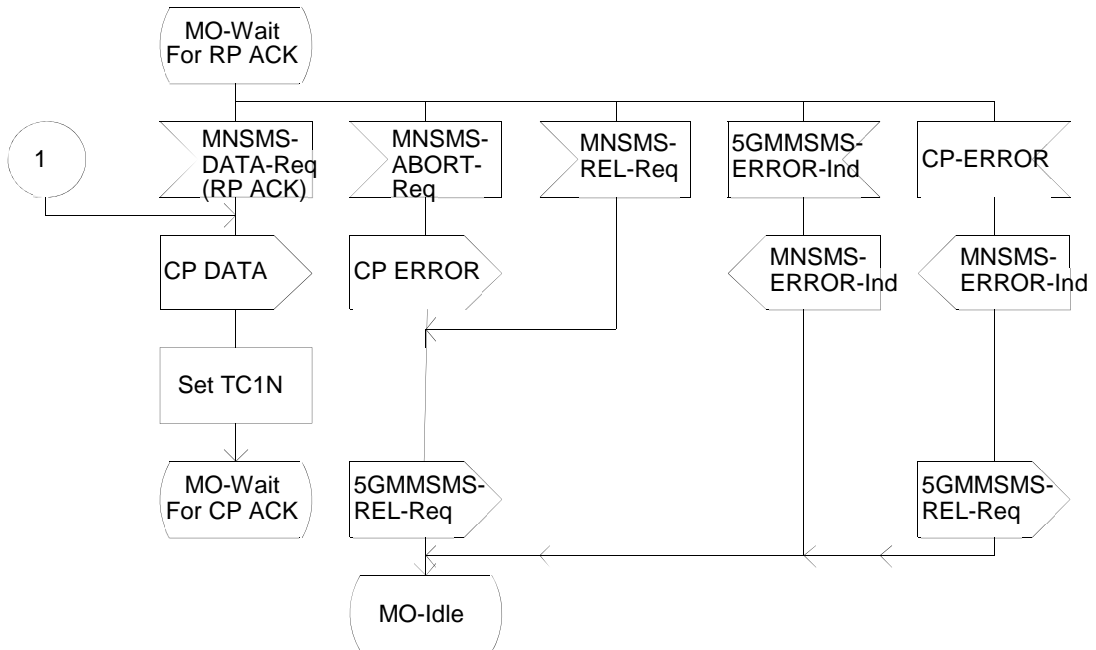 MO-Wait
For RP ACK
1
MNSMS-
DATA-Req
(RP ACK)
MNSMS-
ABORT-
Req
MNSMS-
REL-Req
5GMMSMS-
ERROR-Ind
CP-ERROR
CP DATA
CP ERROR
MNSMS-
ERROR-Ind
MNSMS-
ERROR-Ind
Set TC1N
MO-Wait
For CP ACK
5GMMSMS-
REL-Req
5GMMSMS-
REL-Req
MO-Idle